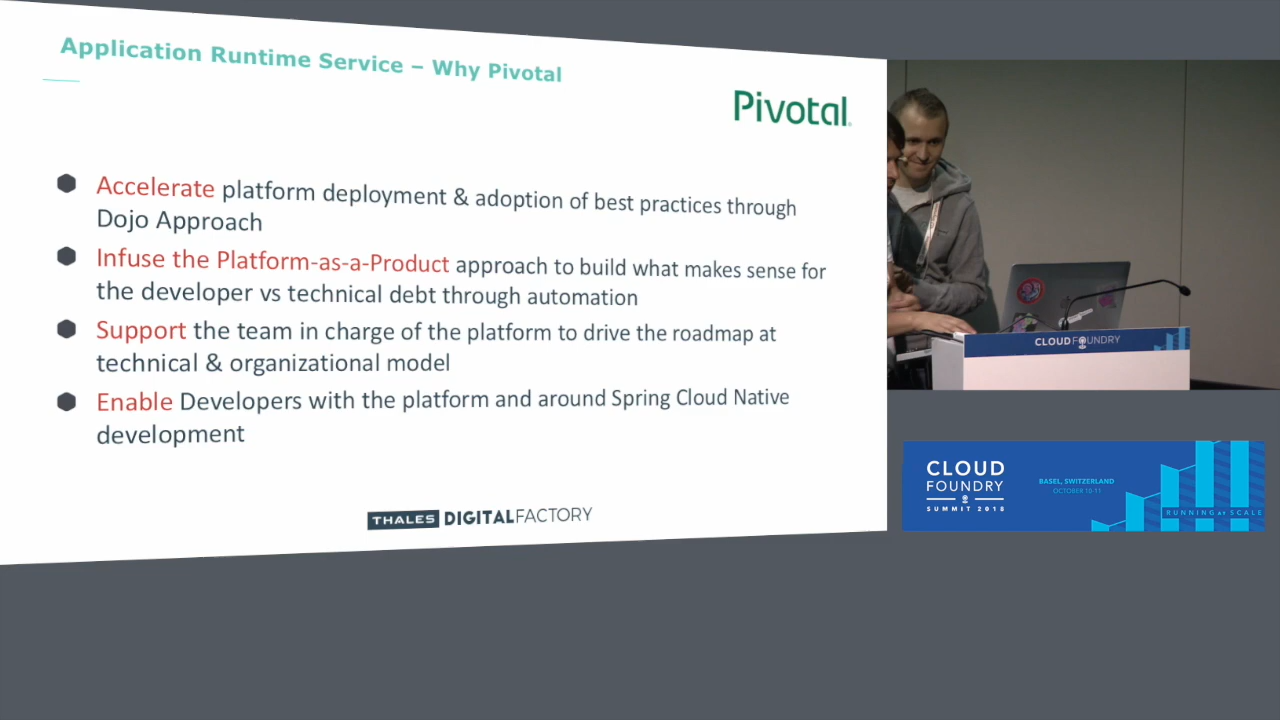 Application Runtime Service – Why Pivotal
Pivotal
Accelerate platform deployment & adoption of best practices through
Dojo Approach
Infuse the Platform-as-a-Product approach to build what makes sense for
the developer vs technical debt through automation
Support the team in charge of the platform to drive the roadmap at
technical & organizational model
Enable Developers with the platform and around Spring Cloud Native
development
THALES DIGITALFACTORY
CLOUD FOUNDRY
CLOUD
FOUNDRY
SUMMIT 2018
BASEL, SWITZERLAND
OCTOBER 10-11
RUNNING at SCALE